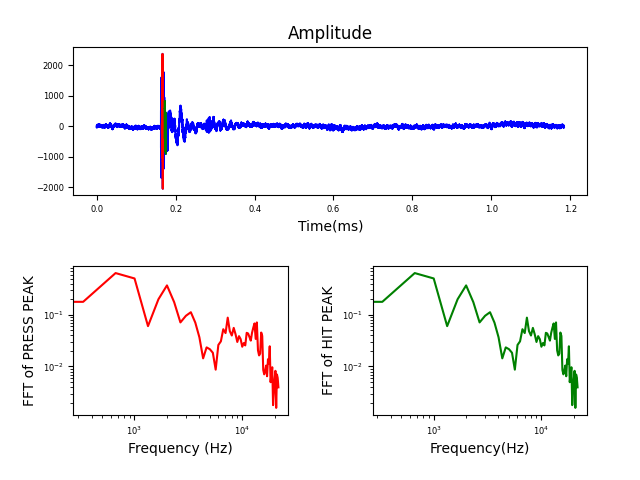 Amplitude
2000
1000
0
−1000
−2000
0.0 0.2 0.4 0.6 0.8 1.0 1.2
Time(ms)
FFT of PRESS PEAK
10⁻¹
10⁻²
10³ 10⁴
Frequency (Hz)
FFT of HIT PEAK
10⁻¹
10⁻²
10³ 10⁴
Frequency(Hz)